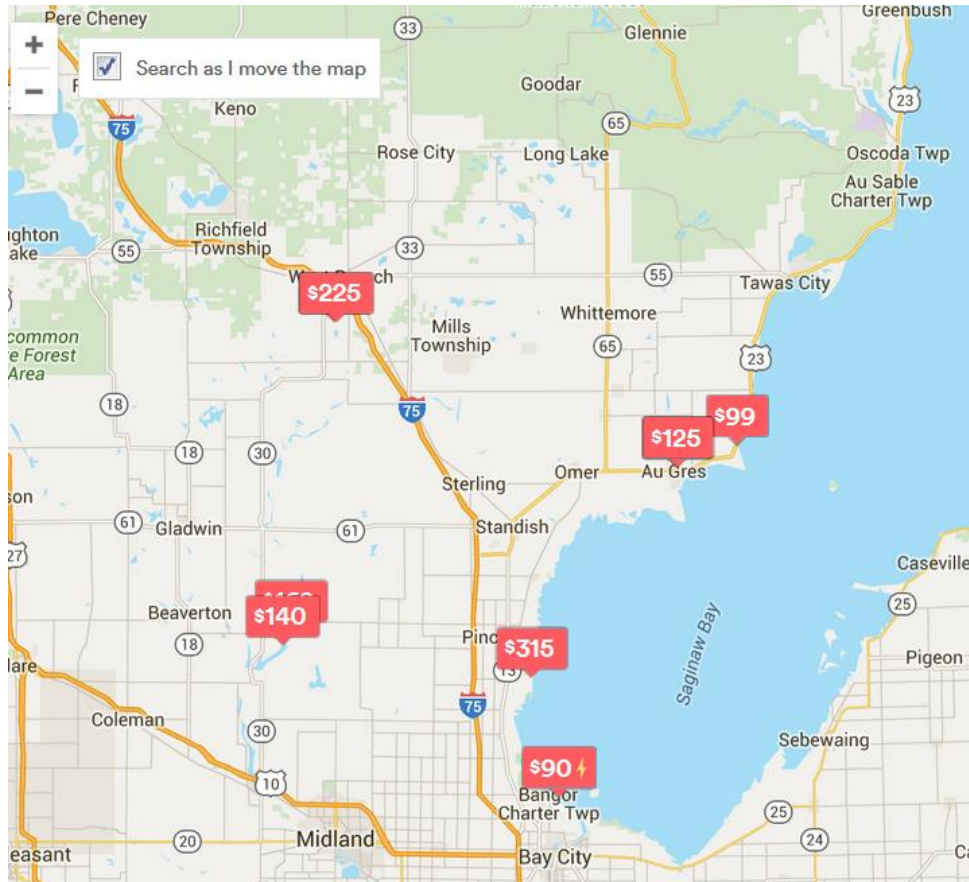 Pere Cheney
33
Glennie
Greenbush
+
Search as I move the map
−
Goodar
23
Keno
75
65
Rose City
Long Lake
Oscoda Twp
Au Sable
Charter Twp
Richfield
Township
55
33
55
Tawas City
$225
Whittemore
Mills
Township
65
23
18
75
$99
$125
30
Omer
Au Gres
Sterling
61
Gladwin
61
Standish
27
Caseville
$140
Beaverton
25
18
$315
13
Saginaw Bay
Pigeon
75
Coleman
30
Sebewaing
$90
10
Bangor
Charter Twp
25
20
Midland
24
Bay City